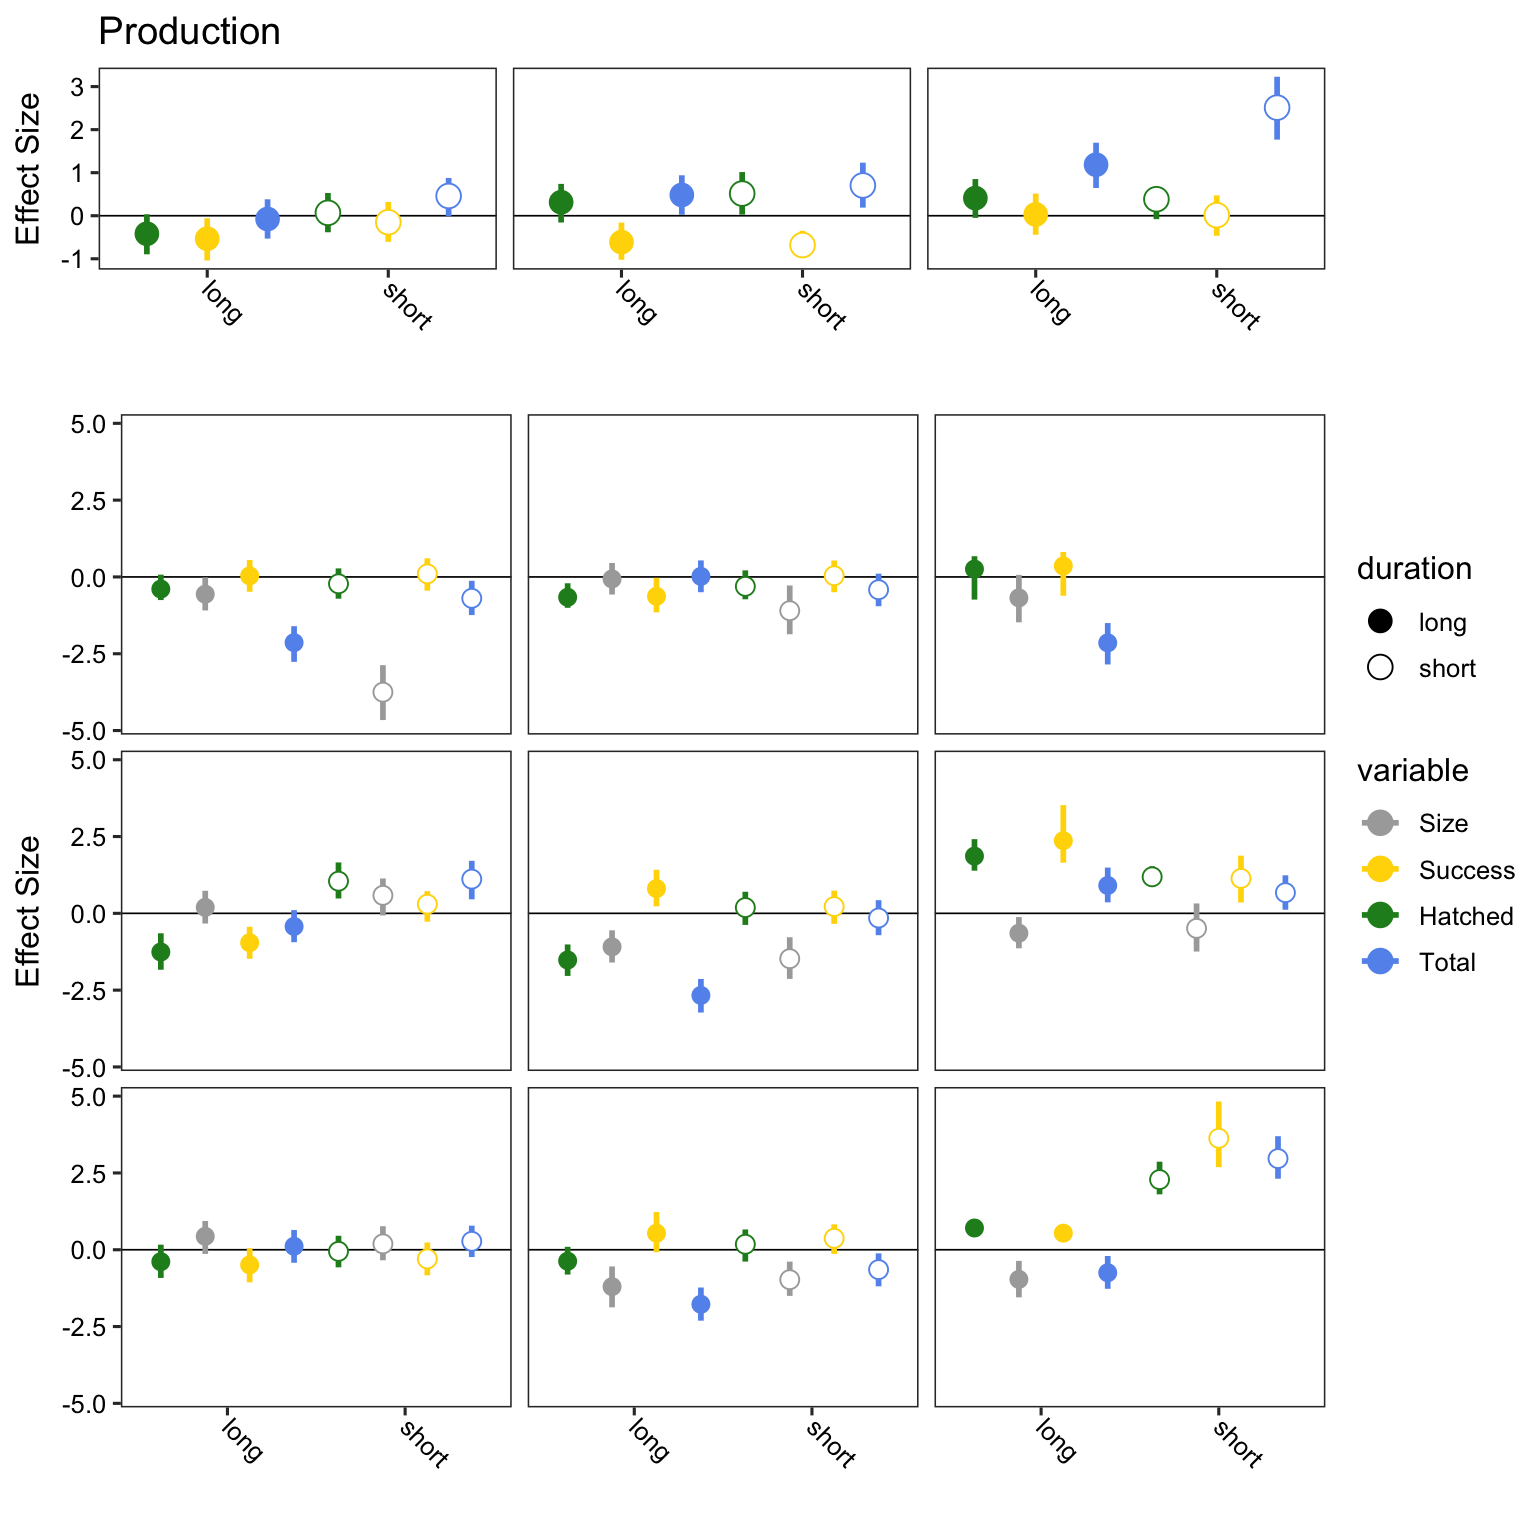 Production
Effect Size
3
2
1
0
-1
long
short
long
short
long
short
5.0
2.5
0.0
-2.5
-5.0
5.0
2.5
0.0
-2.5
-5.0
5.0
2.5
0.0
-2.5
-5.0
Effect Size
long
short
long
short
long
short
duration
long
short
variable
Size
Success
Hatched
Total